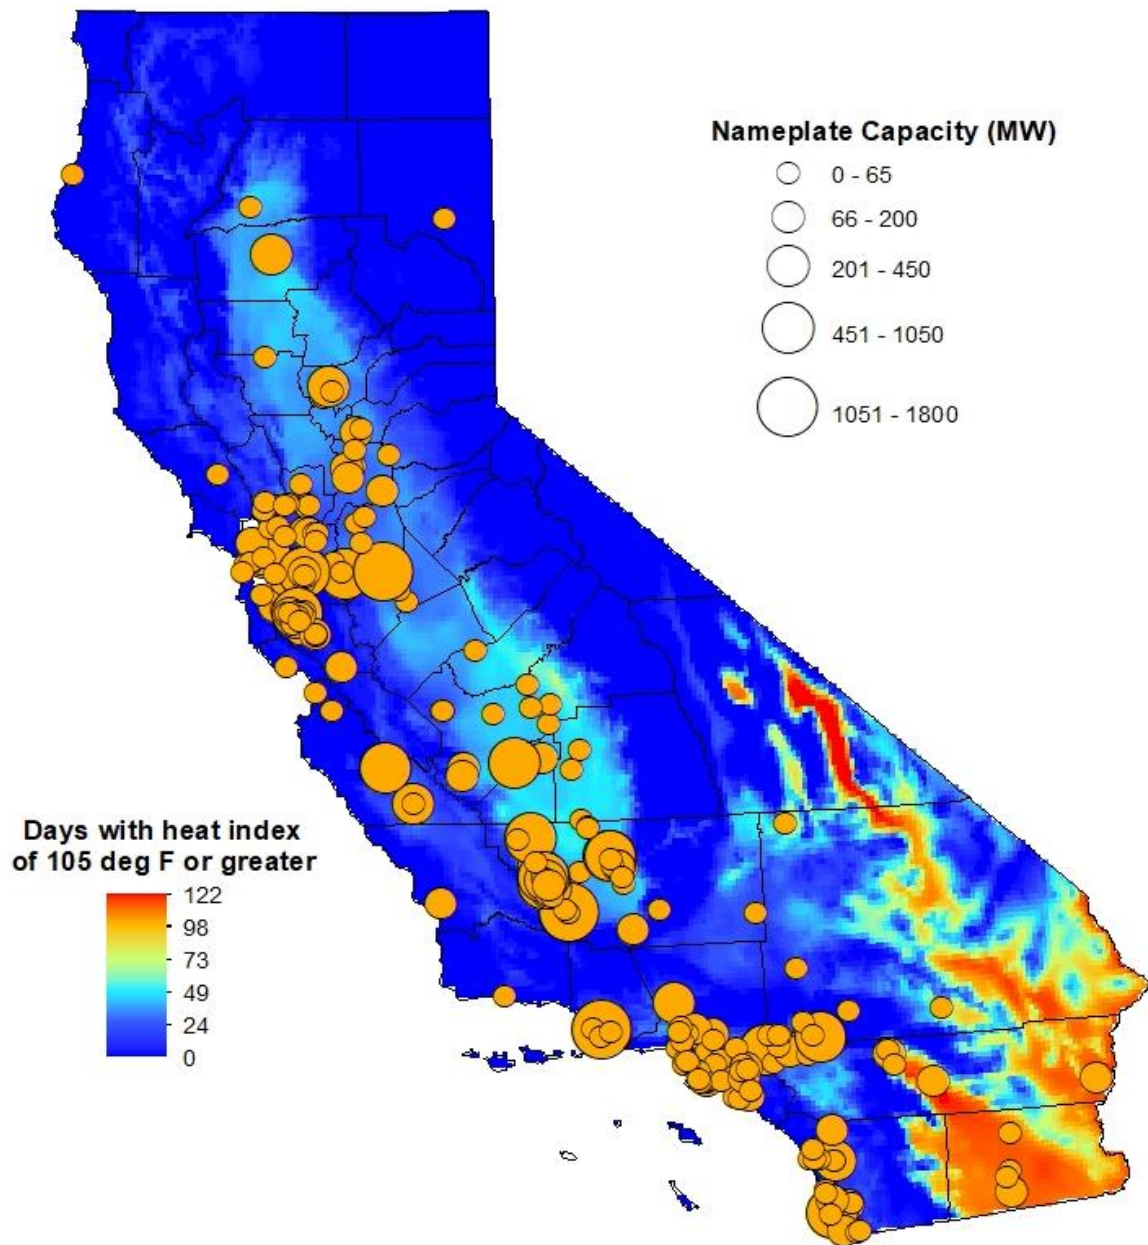 Nameplate Capacity (MW)
0 - 65
66 - 200
201 - 450
451 - 1050
1051 - 1800
Days with heat index
of 105 deg F or greater
122
98
73
49
24
0